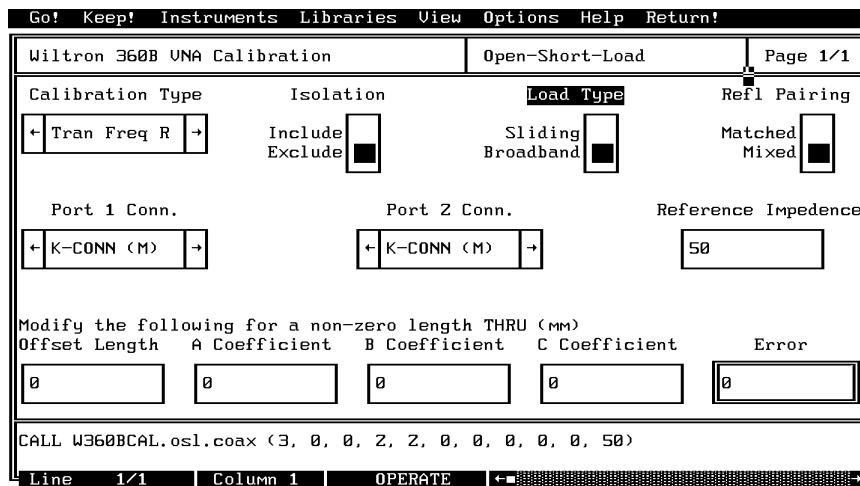 Go! Keep! Instruments Libraries View Options Help Return!
Wiltron 360B VNA Calibration Open-Short-Load Page 1/1
Calibration Type Isolation Load Type Refl Pairing
← Tran Freq R → Include Exclude Sliding Broadband Matched Mixed
Port 1 Conn. Port 2 Conn. Reference Impedence
← K-CONN (M) → ← K-CONN (M) → 50
Modify the following for a non-zero length THRU (mm)
Offset Length A Coefficient B Coefficient C Coefficient Error
0 0 0 0 0
CALL W360BCAL.osl.coax (3, 0, 0, 2, 2, 0, 0, 0, 0, 0, 50)
Line 1/1 Column 1 OPERATE ←